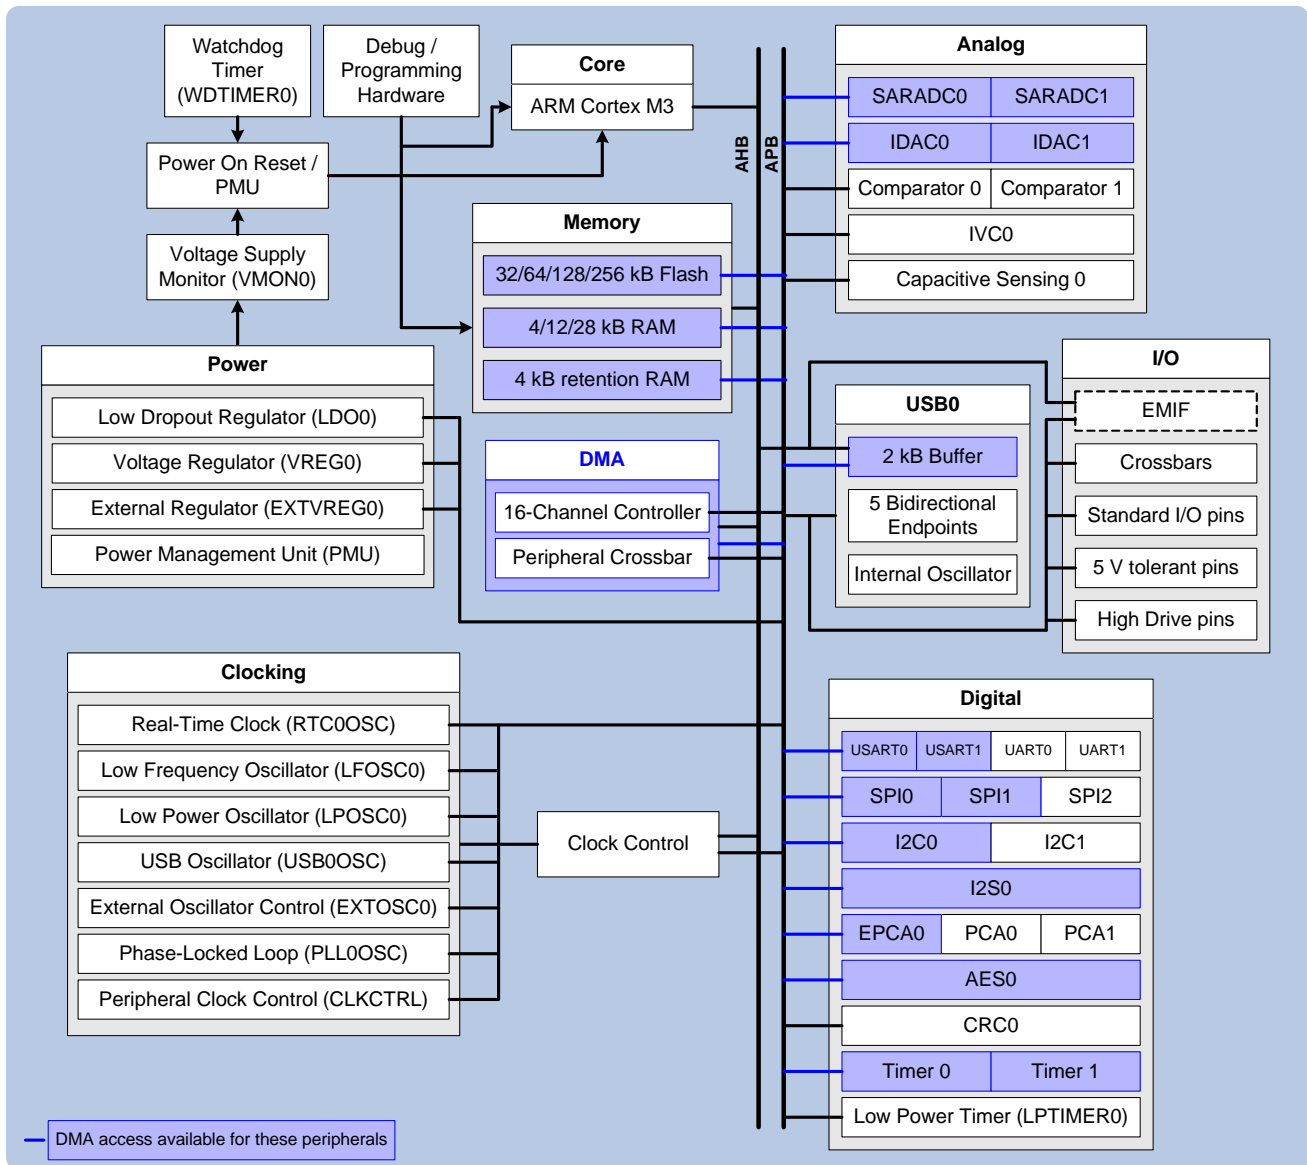 Watchdog
Timer
(WDTIMER0)
Debug /
Programming
Hardware
Core
ARM Cortex M3
Power On Reset /
PMU
Voltage Supply
Monitor (VMON0)
AHB
APB
Analog
SARADC0
SARADC1
IDAC0
IDAC1
Comparator 0
Comparator 1
IVC0
Capacitive Sensing 0
Memory
32/64/128/256 kB Flash
4/12/28 kB RAM
4 kB retention RAM
Power
Low Dropout Regulator (LDO0)
Voltage Regulator (VREG0)
External Regulator (EXTVREG0)
Power Management Unit (PMU)
DMA
16-Channel Controller
Peripheral Crossbar
USB0
2 kB Buffer
5 Bidirectional
Endpoints
Internal Oscillator
I/O
EMIF
Crossbars
Standard I/O pins
5 V tolerant pins
High Drive pins
Clocking
Real-Time Clock (RTC0OSC)
Low Frequency Oscillator (LFOSC0)
Low Power Oscillator (LPOSC0)
USB Oscillator (USB0OSC)
External Oscillator Control (EXTOSC0)
Phase-Locked Loop (PLL0OSC)
Peripheral Clock Control (CLKCTRL)
Clock Control
Digital
USART0
USART1
UART0
UART1
SPI0
SPI1
SPI2
I2C0
I2C1
I2S0
EPCA0
PCA0
PCA1
AES0
CRC0
Timer 0
Timer 1
Low Power Timer (LPTIMER0)
DMA access available for these peripherals